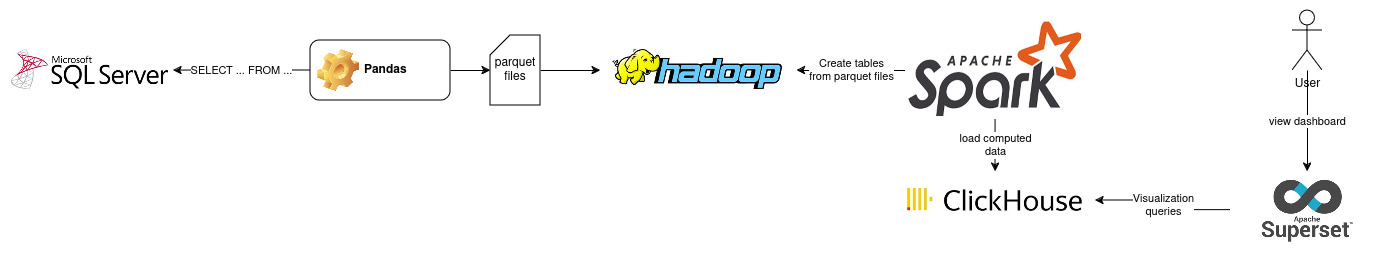 Microsoft
SQL Server
SELECT ... FROM ...
Pandas
parquet
files
hadoop
Create tables
from parquet files
APACHE
Spark
load computed
data
ClickHouse
Visualization
queries
User
view dashboard
Apache
Superset